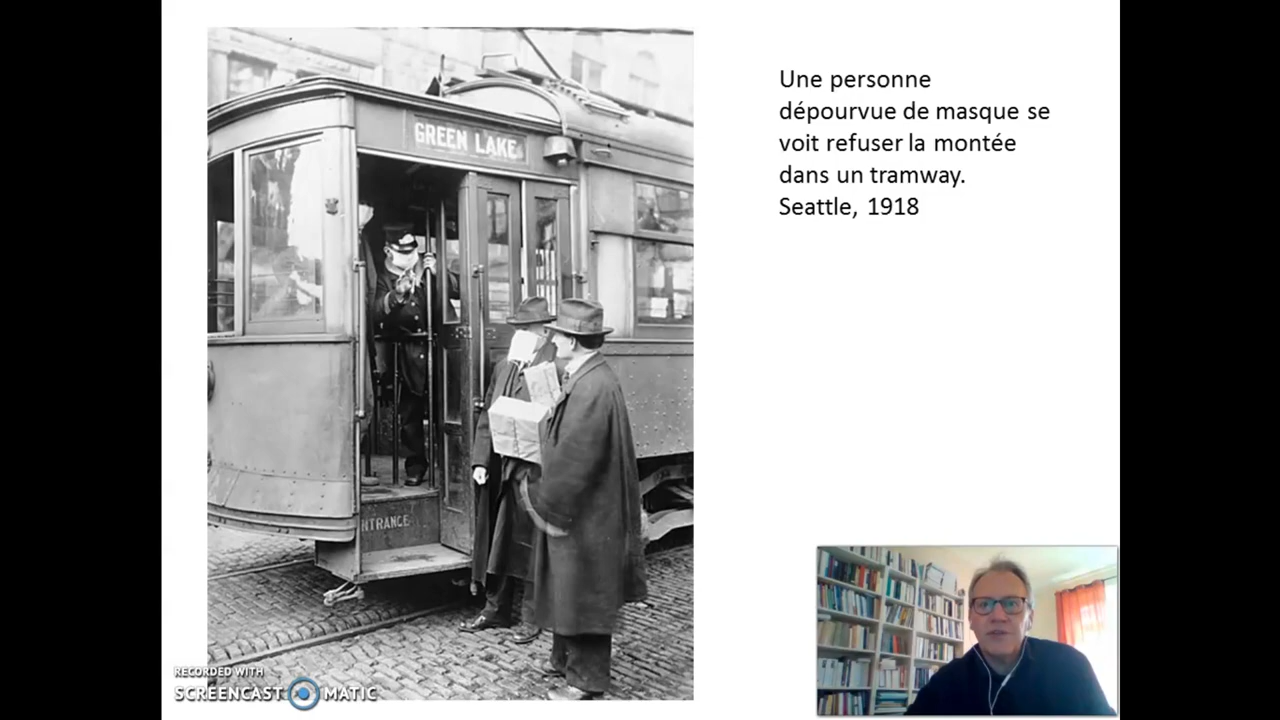 Une personne
dépourvue de masque se
voit refuser la montée
dans un tramway.
Seattle, 1918
GREEN LAKE
ENTRANCE
RECORDED WITH
SCREENCAST MATIC